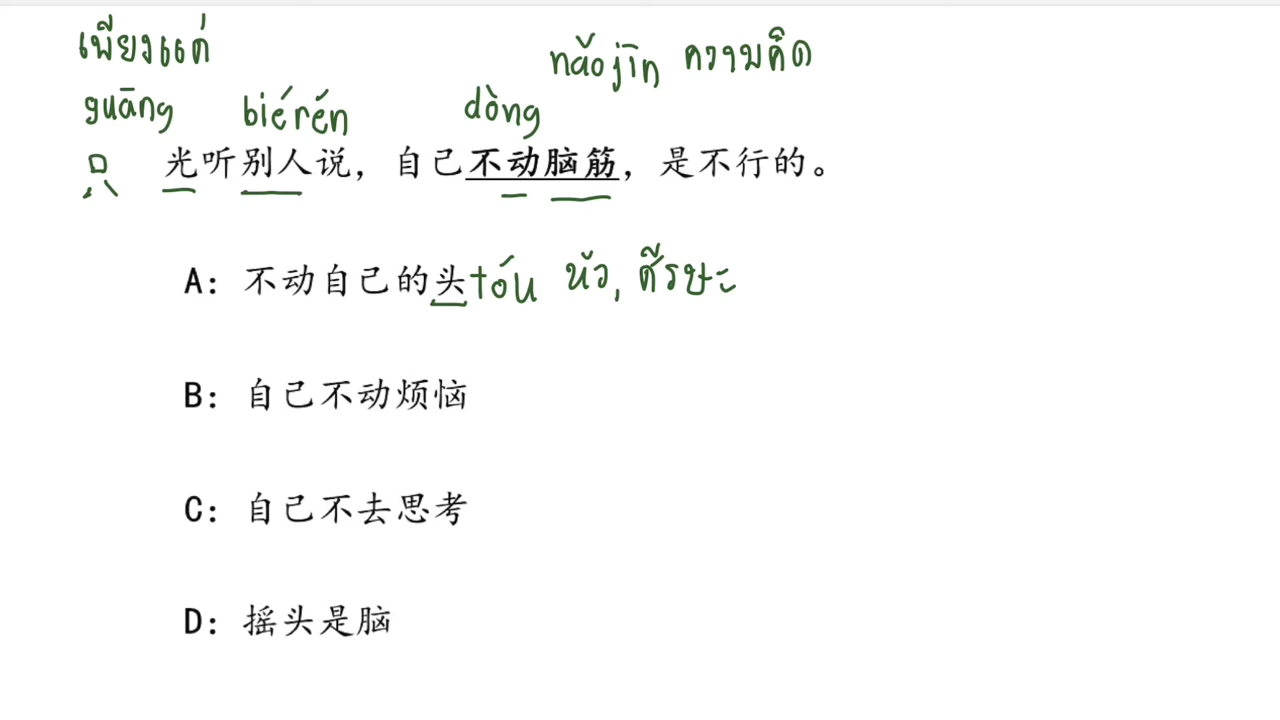 เพียงแค่
nǎojīn ความคิด
guāng biérén dòng
只 光听别人说，自己不动脑筋，是不行的。
A：不动自己的头 tóu หัว, ศีรษะ
B：自己不动烦恼
C：自己不去思考
D：摇头是脑